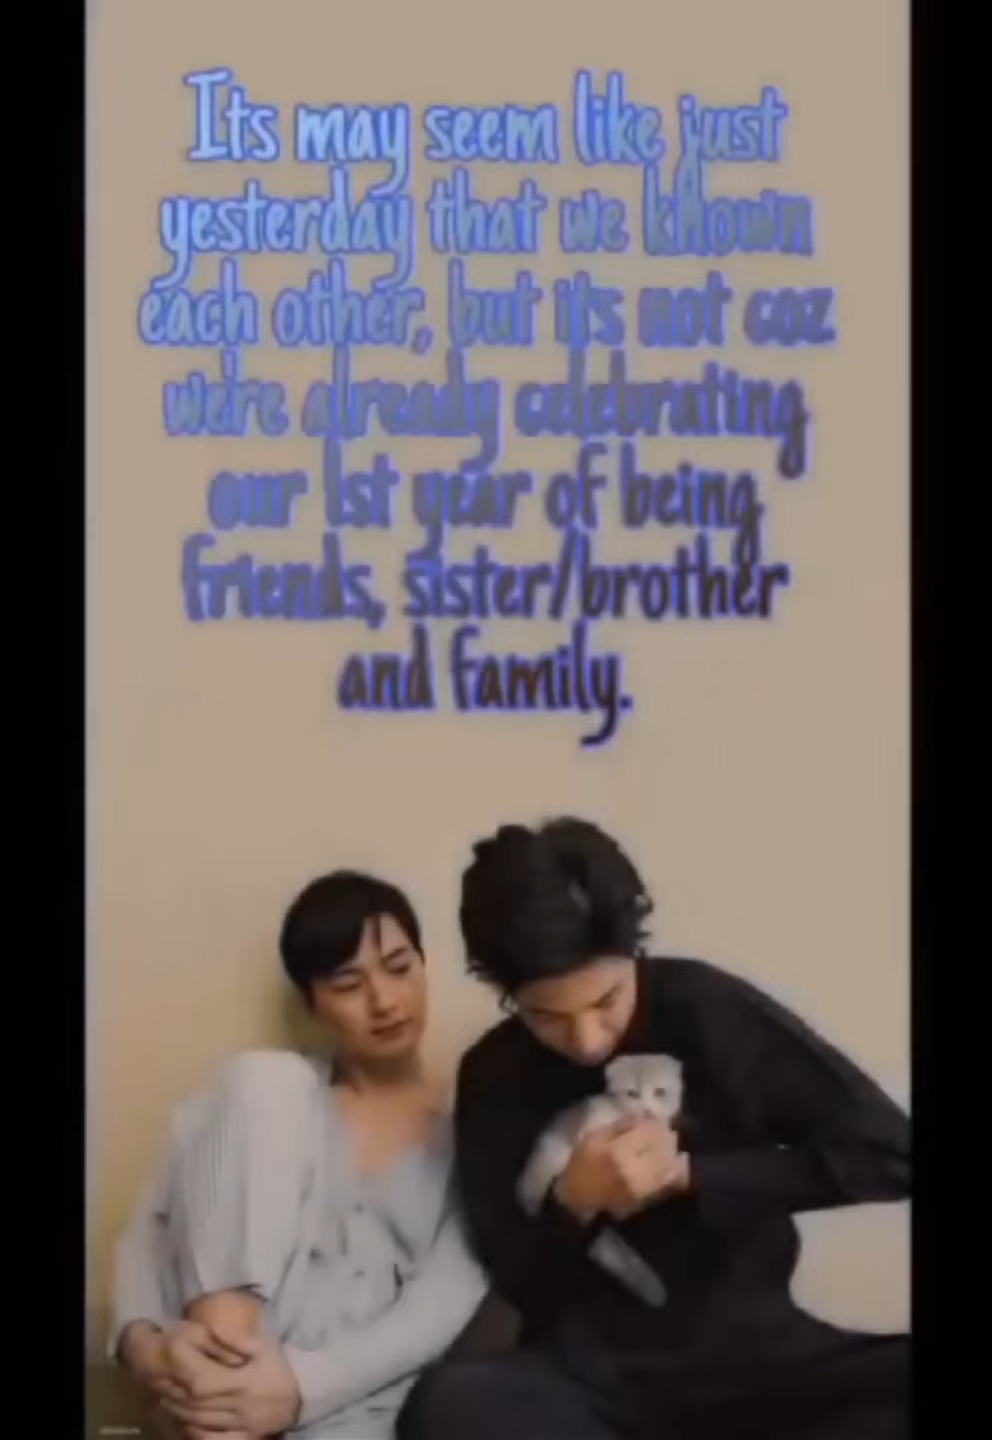 Its may seem like just
yesterday that we known
each other, but it's not coz
we're already celebrating
our 1st year of being
friends, sister/brother
and family.